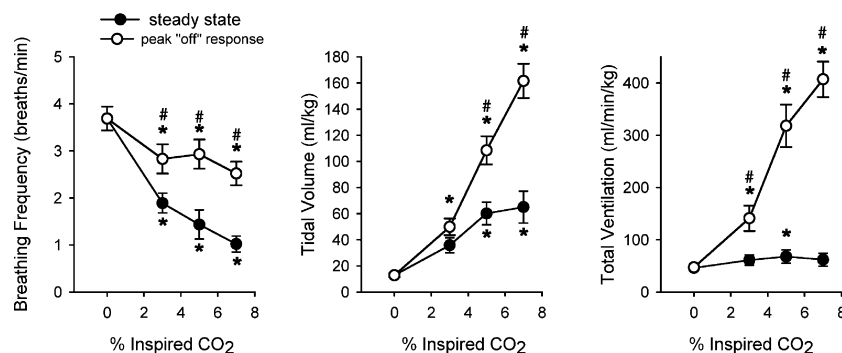 steady state
peak "off" response
Breathing Frequency (breaths/min)
5
4
3
2
1
0
# # #
* * *
* * *
0 2 4 6 8
% Inspired CO2
Tidal Volume (ml/kg)
180
160
140
120
100
80
60
40
20
0
#
*
#
*
*
* *
0 2 4 6 8
% Inspired CO2
Total Ventilation (ml/min/kg)
400
300
200
100
0
#
*
#
*
#
*
*
0 2 4 6 8
% Inspired CO2